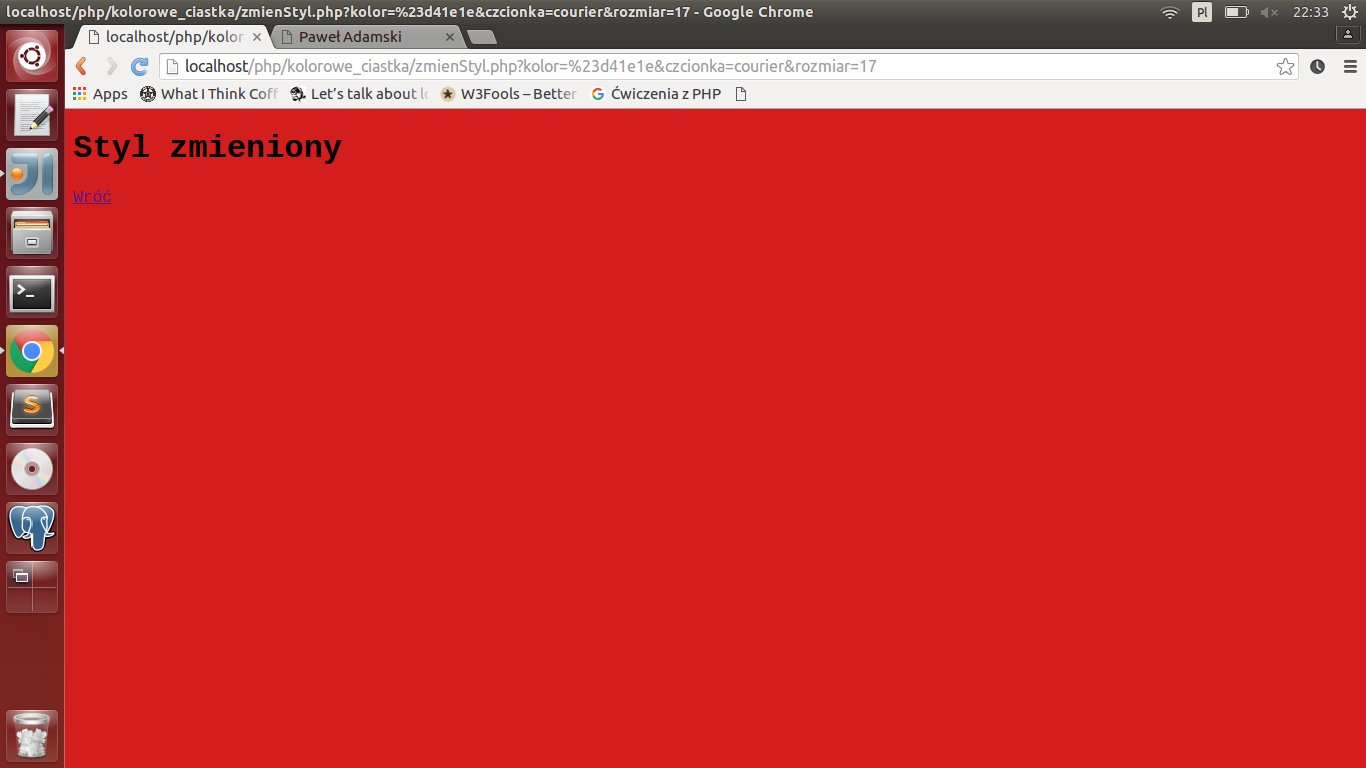 localhost/php/kolorowe_ciastka/zmienStyl.php?kolor=%23d41e1e&czcionka=courier&rozmiar=17 - Google Chrome
Pl
22:33
localhost/php/kolor
Paweł Adamski
localhost/php/kolorowe_ciastka/zmienStyl.php?kolor=%23d41e1e&czcionka=courier&rozmiar=17
Apps
What I Think Coff
Let's talk about
W3Fools – Better
Ćwiczenia z PHP
Styl zmieniony
Wróć